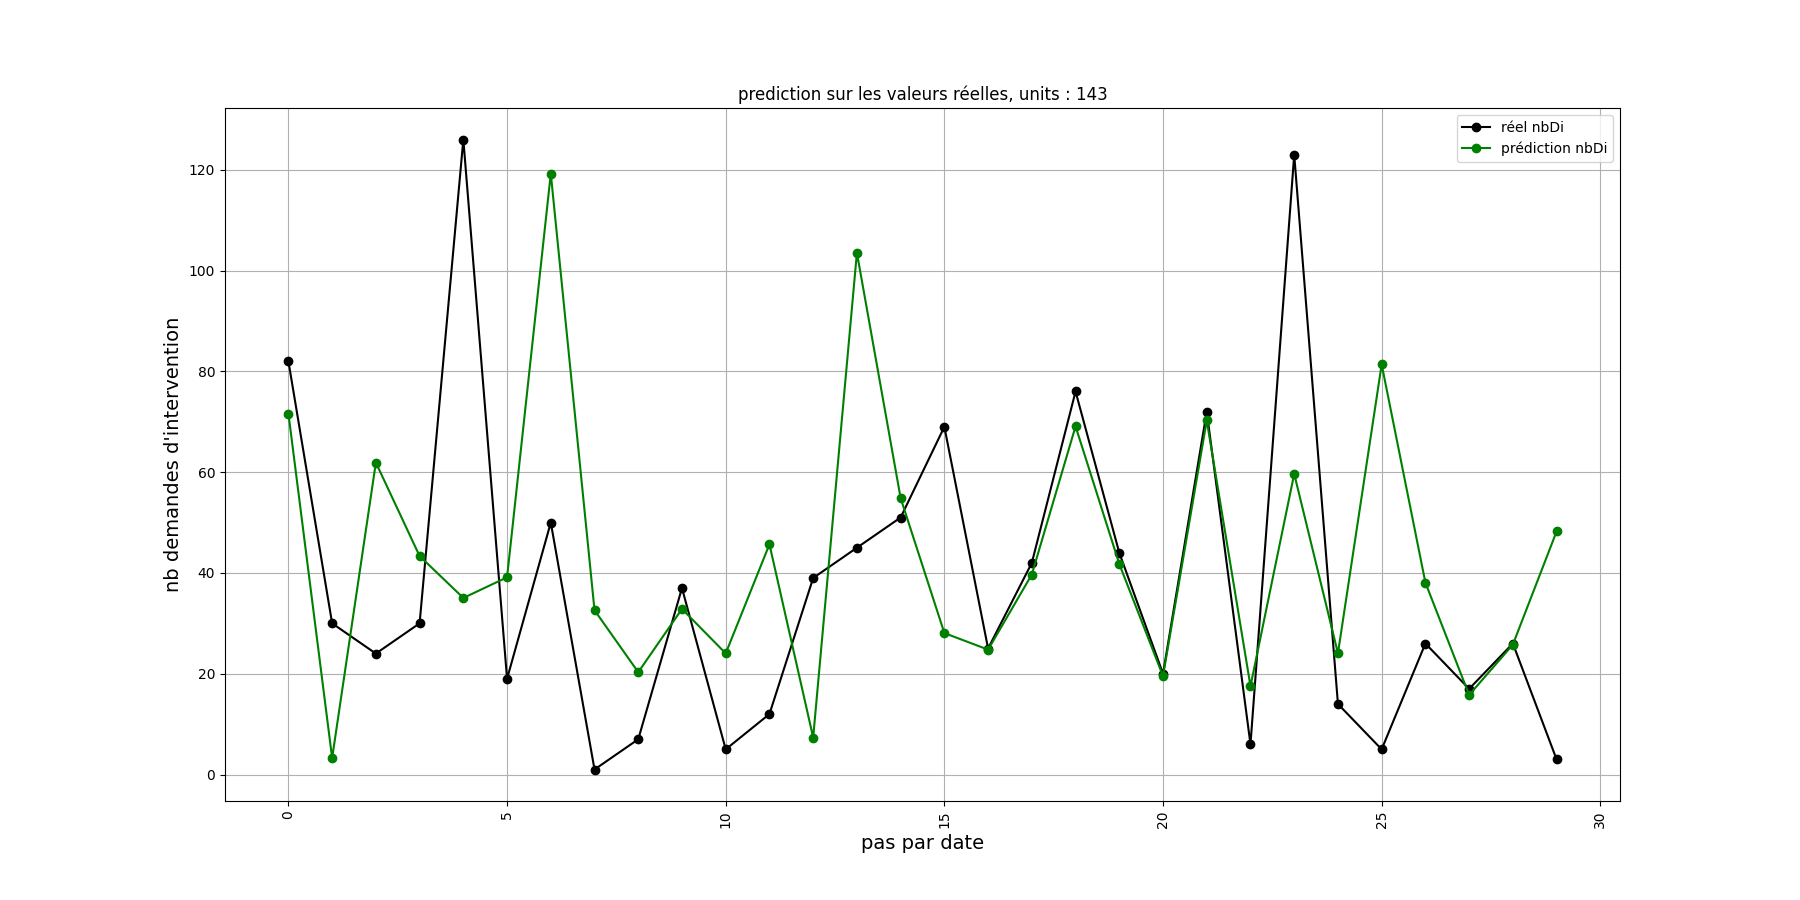 prediction sur les valeurs réelles, units : 143
réel nbDi
prédiction nbDi
nb demandes d'intervention
120
100
80
60
40
20
0
0 5 10 15 20 25 30
pas par date